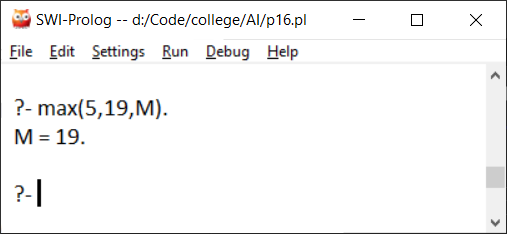 SWI-Prolog -- d:/Code/college/AI/p16.pl
File Edit Settings Run Debug Help
?- max(5,19,M).
M = 19.
?-